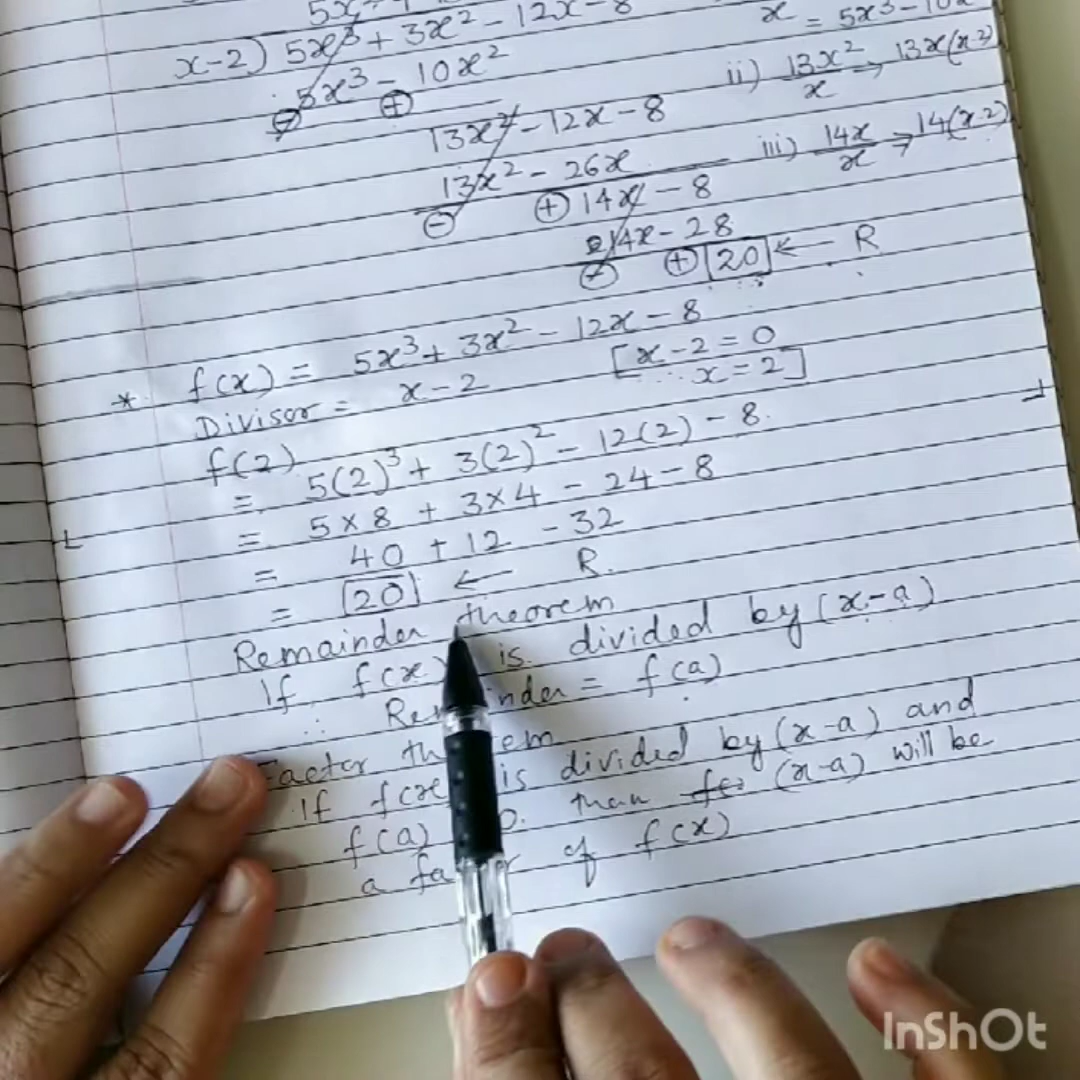 x-2) 5x³ + 3x² - 12x - 8
x = 5x³ - 10x
5x³ - 10x²
ii) 13x²/x → 13x(x-2)
13x² - 12x - 8
13x² - 26x
iii) 14x/x → 14(x-2)
14x - 8
14x - 28
20 ← R
* f(x) = 5x³ + 3x² - 12x - 8
Divisor = x - 2 [x - 2 = 0
∴ x = 2]
f(2)
= 5(2)³ + 3(2)² - 12(2) - 8
= 5 × 8 + 3 × 4 - 24 - 8
= 40 + 12 - 32
= 20 ← R.
Remainder theorem
If f(x) is divided by (x - a)
∴ = f(a)
Factor
If f(x) is divided by (x - a) and
f(a) 0. than (x - a) will be
a of f(x)
InShOt